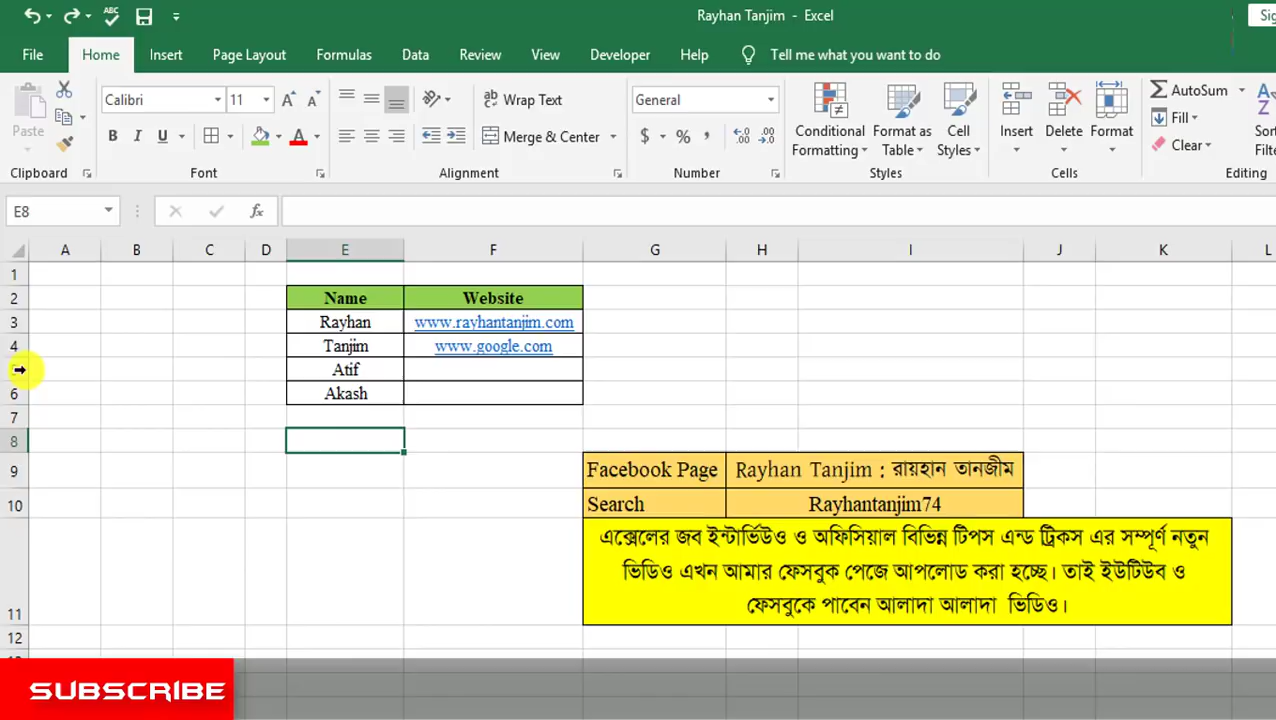 Rayhan Tanjim - Excel
File Home Insert Page Layout Formulas Data Review View Developer Help Tell me what you want to do
Paste
Calibri 11
B I U
Wrap Text
Merge & Center
General
$ % ,
Conditional Formatting
Format as Table
Cell Styles
Insert
Delete
Format
AutoSum
Fill
Clear
Clipboard Font Alignment Number Styles Cells Editing
E8 fx
A B C D E F G H I J K L
1
2 Name Website
3 Rayhan www.rayhantanjim.com
4 Tanjim www.google.com
Atif
6 Akash
7
8
9 Facebook Page Rayhan Tanjim : রায়হান তানজীম
10 Search Rayhantanjim74
এক্সেলের জব ইন্টার্ভিউও ও অফিসিয়াল বিভিন্ন টিপস এন্ড ট্রিকস এর সম্পূর্ণ নতুন
ভিডিও এখন আমার ফেসবুক পেজে আপলোড করা হচ্ছে। তাই ইউটিউব ও
11 ফেসবুকে পাবেন আলাদা আলাদা ভিডিও।
12
SUBSCRIBE